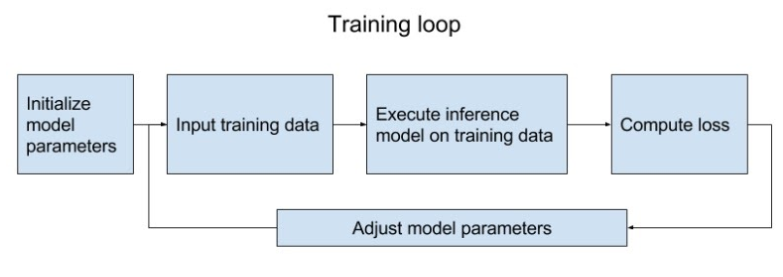 Training loop
Initialize
model
parameters
Input training data
Execute inference
model on training data
Compute loss
Adjust model parameters